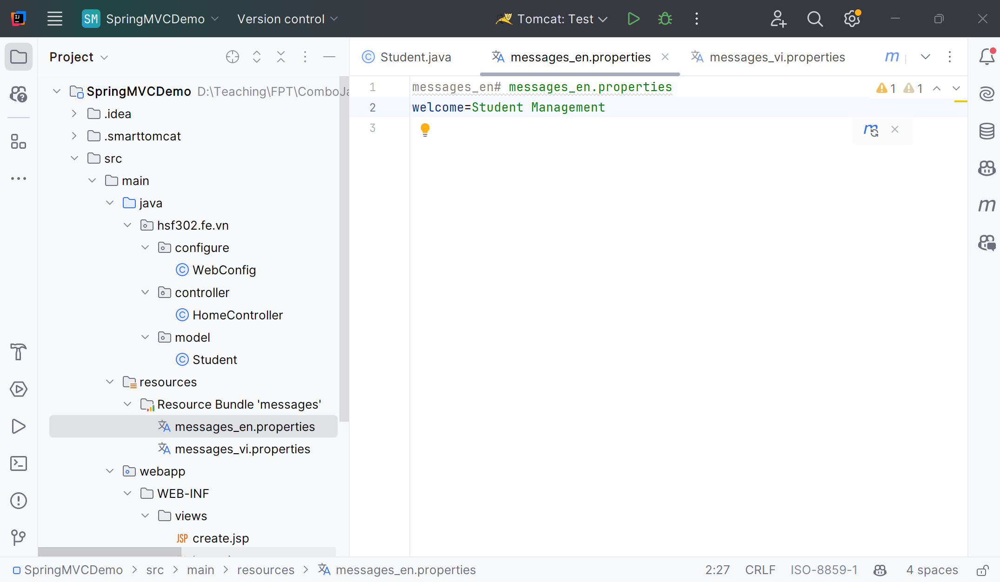 SM SpringMVCDemo Version control Tomcat: Test
Project
Student.java messages_en.properties messages_vi.properties m
SpringMVCDemo D:\Teaching\FPT\ComboJa
.idea
.smarttomcat
src
main
java
hsf302.fe.vn
configure
WebConfig
controller
HomeController
model
Student
resources
Resource Bundle 'messages'
messages_en.properties
messages_vi.properties
webapp
WEB-INF
views
JSP create.jsp
1 messages_en# messages_en.properties 1 1
2 welcome=Student Management
3
SpringMVCDemo > src > main > resources > messages_en.properties 2:27 CRLF ISO-8859-1 4 spaces